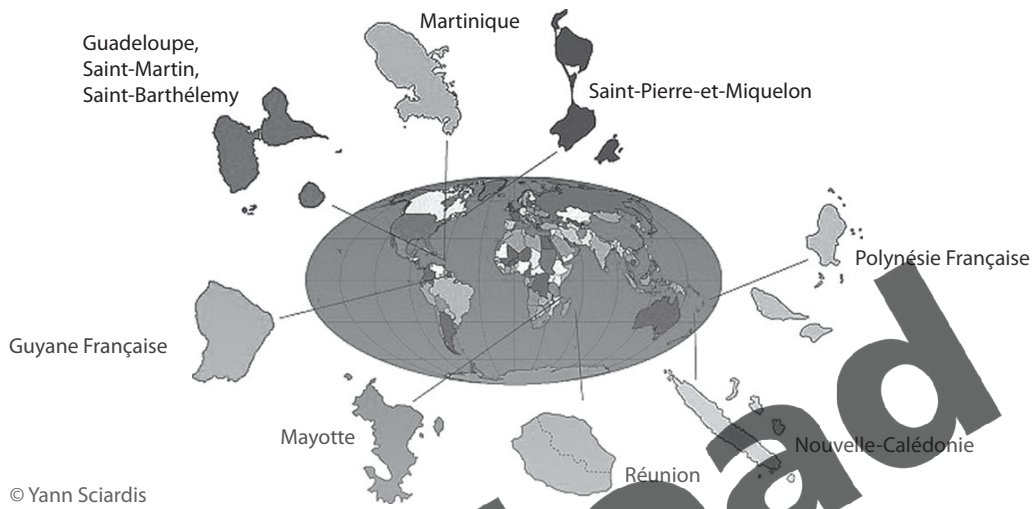 Martinique
Guadeloupe,
Saint-Martin,
Saint-Barthélemy
Saint-Pierre-et-Miquelon
Polynésie Française
Guyane Française
Mayotte
Réunion
Nouvelle-Calédonie
© Yann Sciardis